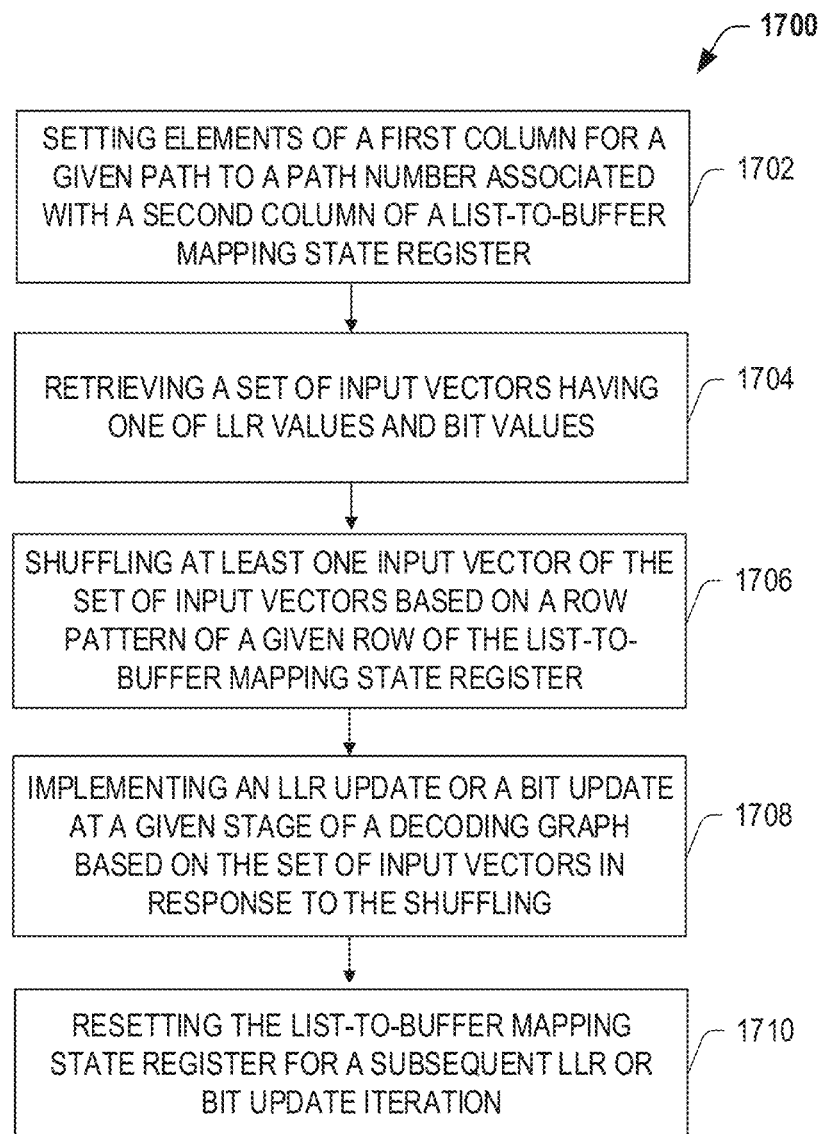 1700
SETTING ELEMENTS OF A FIRST COLUMN FOR A
GIVEN PATH TO A PATH NUMBER ASSOCIATED
WITH A SECOND COLUMN OF A LIST-TO-BUFFER
MAPPING STATE REGISTER
1702
RETRIEVING A SET OF INPUT VECTORS HAVING
ONE OF LLR VALUES AND BIT VALUES
1704
SHUFFLING AT LEAST ONE INPUT VECTOR OF THE
SET OF INPUT VECTORS BASED ON A ROW
PATTERN OF A GIVEN ROW OF THE LIST-TO-
BUFFER MAPPING STATE REGISTER
1706
IMPLEMENTING AN LLR UPDATE OR A BIT UPDATE
AT A GIVEN STAGE OF A DECODING GRAPH
BASED ON THE SET OF INPUT VECTORS IN
RESPONSE TO THE SHUFFLING
1708
RESETTING THE LIST-TO-BUFFER MAPPING
STATE REGISTER FOR A SUBSEQUENT LLR OR
BIT UPDATE ITERATION
1710